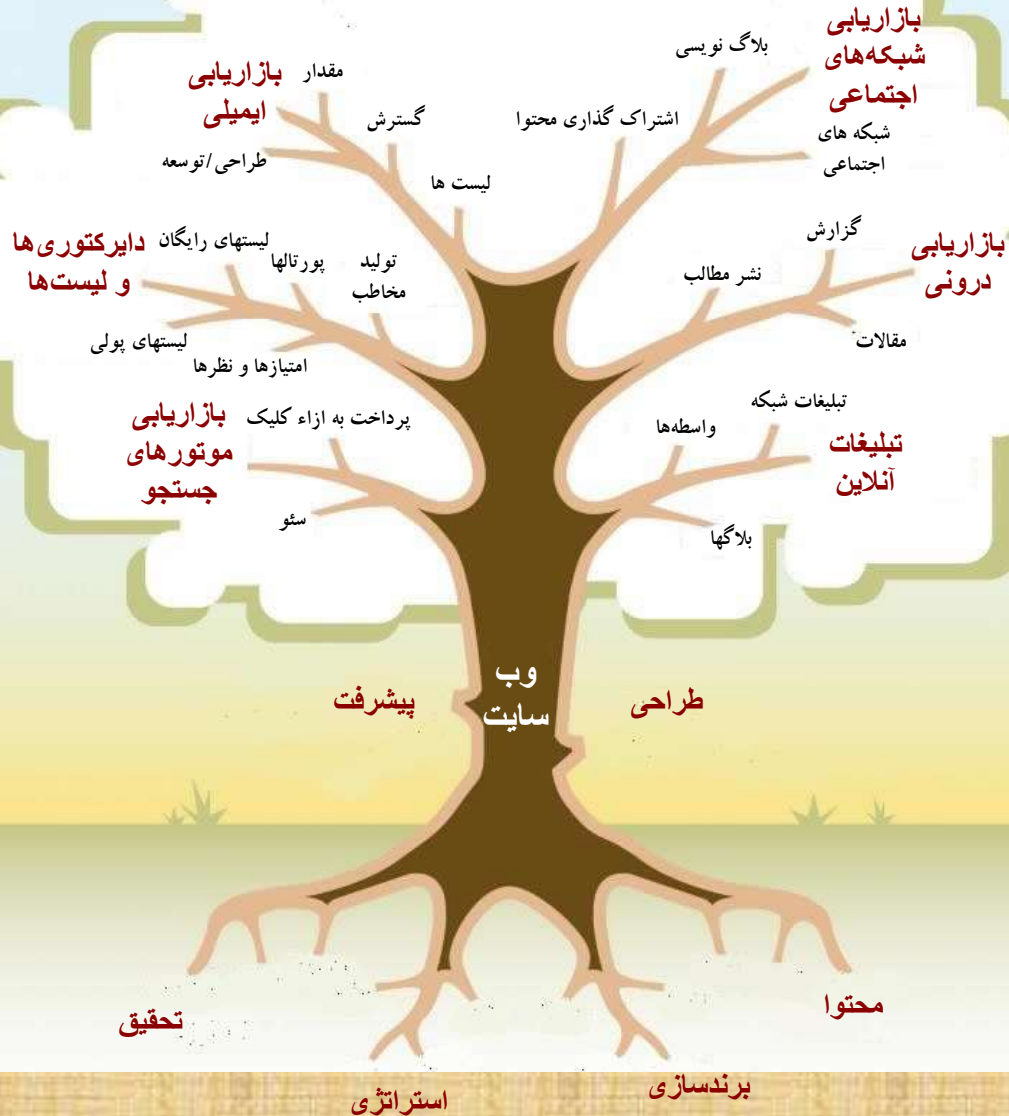 بازاریابی
شبکه‌های
اجتماعی
بلاگ نویسی
اشتراک گذاری محتوا
شبکه های
اجتماعی
بازاریابی
ایمیلی
مقدار
گسترش
طراحی/توسعه
لیست ها
بازاریابی
درونی
گزارش
نشر مطالب
مقالات
دایرکتوری‌ها
و لیست‌ها
لیستهای رایگان
پورتالها
تولید
مخاطب
لیستهای پولی
امتیازها و نظرها
تبلیغات
آنلاین
تبلیغات شبکه
واسطه‌ها
بلاگها
بازاریابی
موتورهای
جستجو
پرداخت به ازاء کلیک
سئو
طراحی
وب
سایت
پیشرفت
محتوا
تحقیق
برندسازی
استراتژی